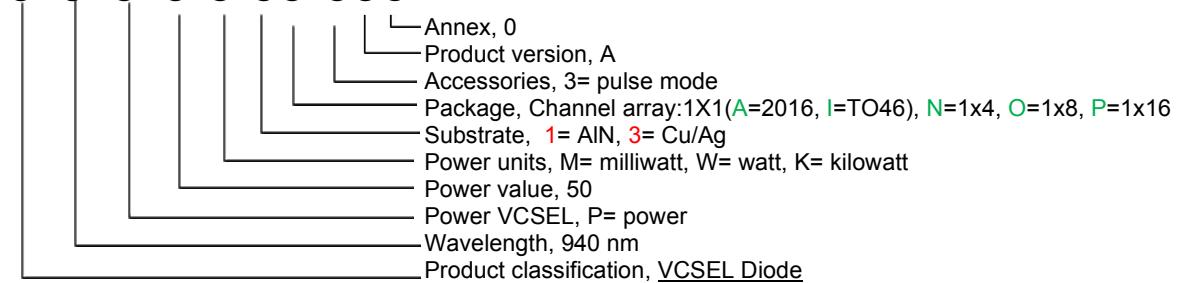 Annex, 0
Product version, A
Accessories, 3= pulse mode
Package, Channel array:1X1(A=2016, I=TO46), N=1x4, O=1x8, P=1x16
Substrate, 1= AlN, 3= Cu/Ag
Power units, M= milliwatt, W= watt, K= kilowatt
Power value, 50
Power VCSEL, P= power
Wavelength, 940 nm
Product classification, VCSEL Diode